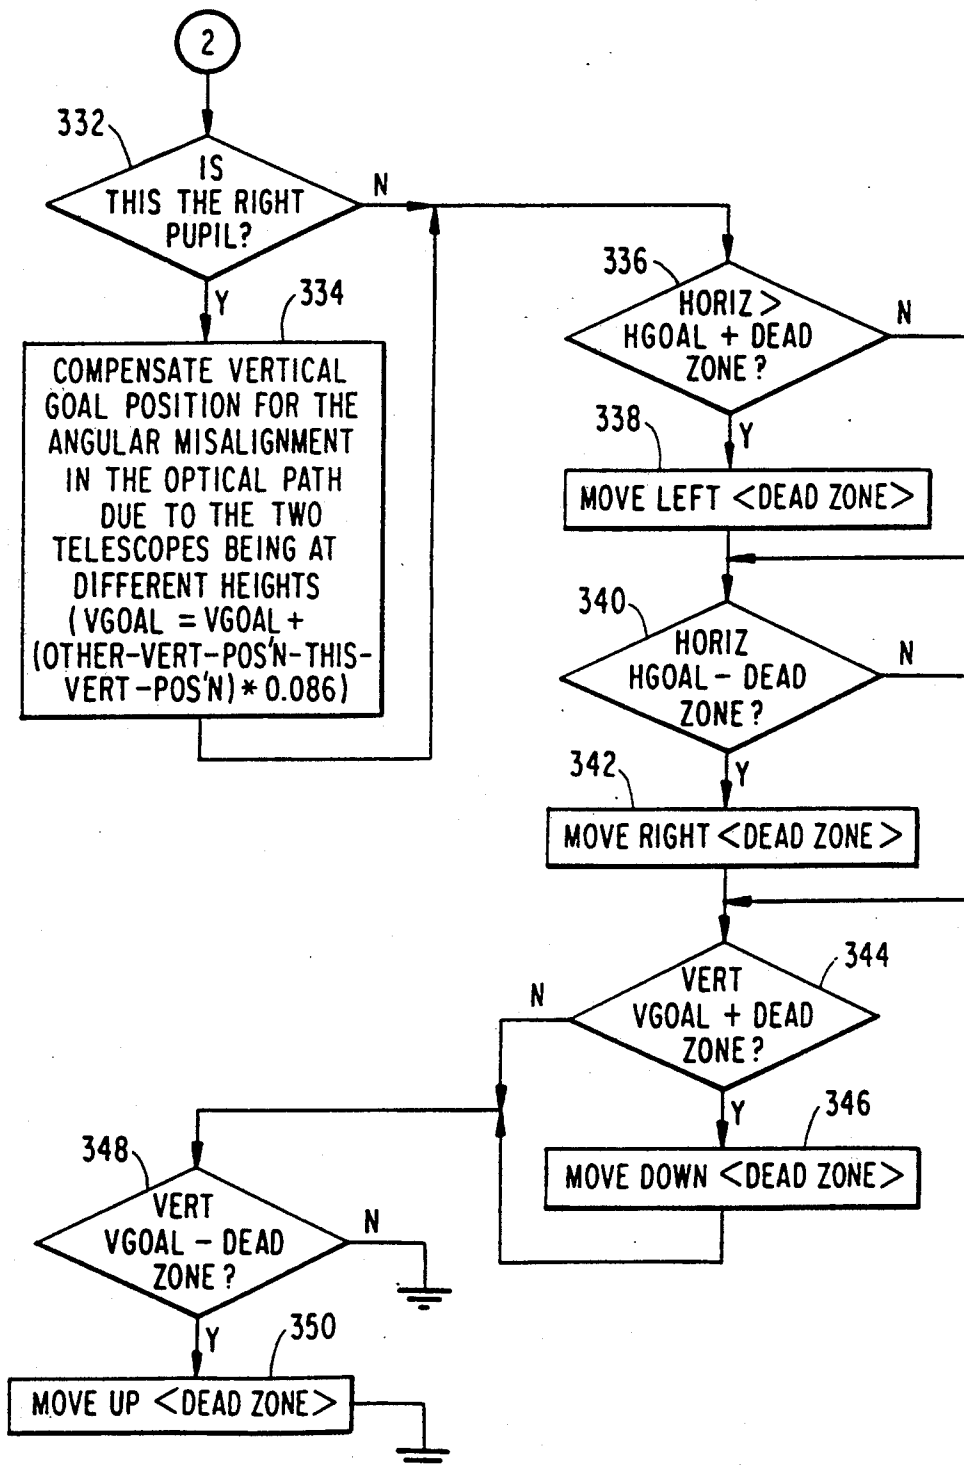 2
332
IS
THIS THE RIGHT
PUPIL?
N
Y
334
COMPENSATE VERTICAL
GOAL POSITION FOR THE
ANGULAR MISALIGNMENT
IN THE OPTICAL PATH
DUE TO THE TWO
TELESCOPES BEING AT
DIFFERENT HEIGHTS
(VGOAL = VGOAL +
(OTHER-VERT-POS'N-THIS-
VERT-POS'N) * 0.086)
336
HORIZ >
HGOAL + DEAD
ZONE?
N
Y
338
MOVE LEFT <DEAD ZONE>
340
HORIZ
HGOAL - DEAD
ZONE?
N
Y
342
MOVE RIGHT <DEAD ZONE>
344
VERT
VGOAL + DEAD
ZONE?
N
Y
346
MOVE DOWN <DEAD ZONE>
348
VERT
VGOAL - DEAD
ZONE?
N
Y
350
MOVE UP <DEAD ZONE>